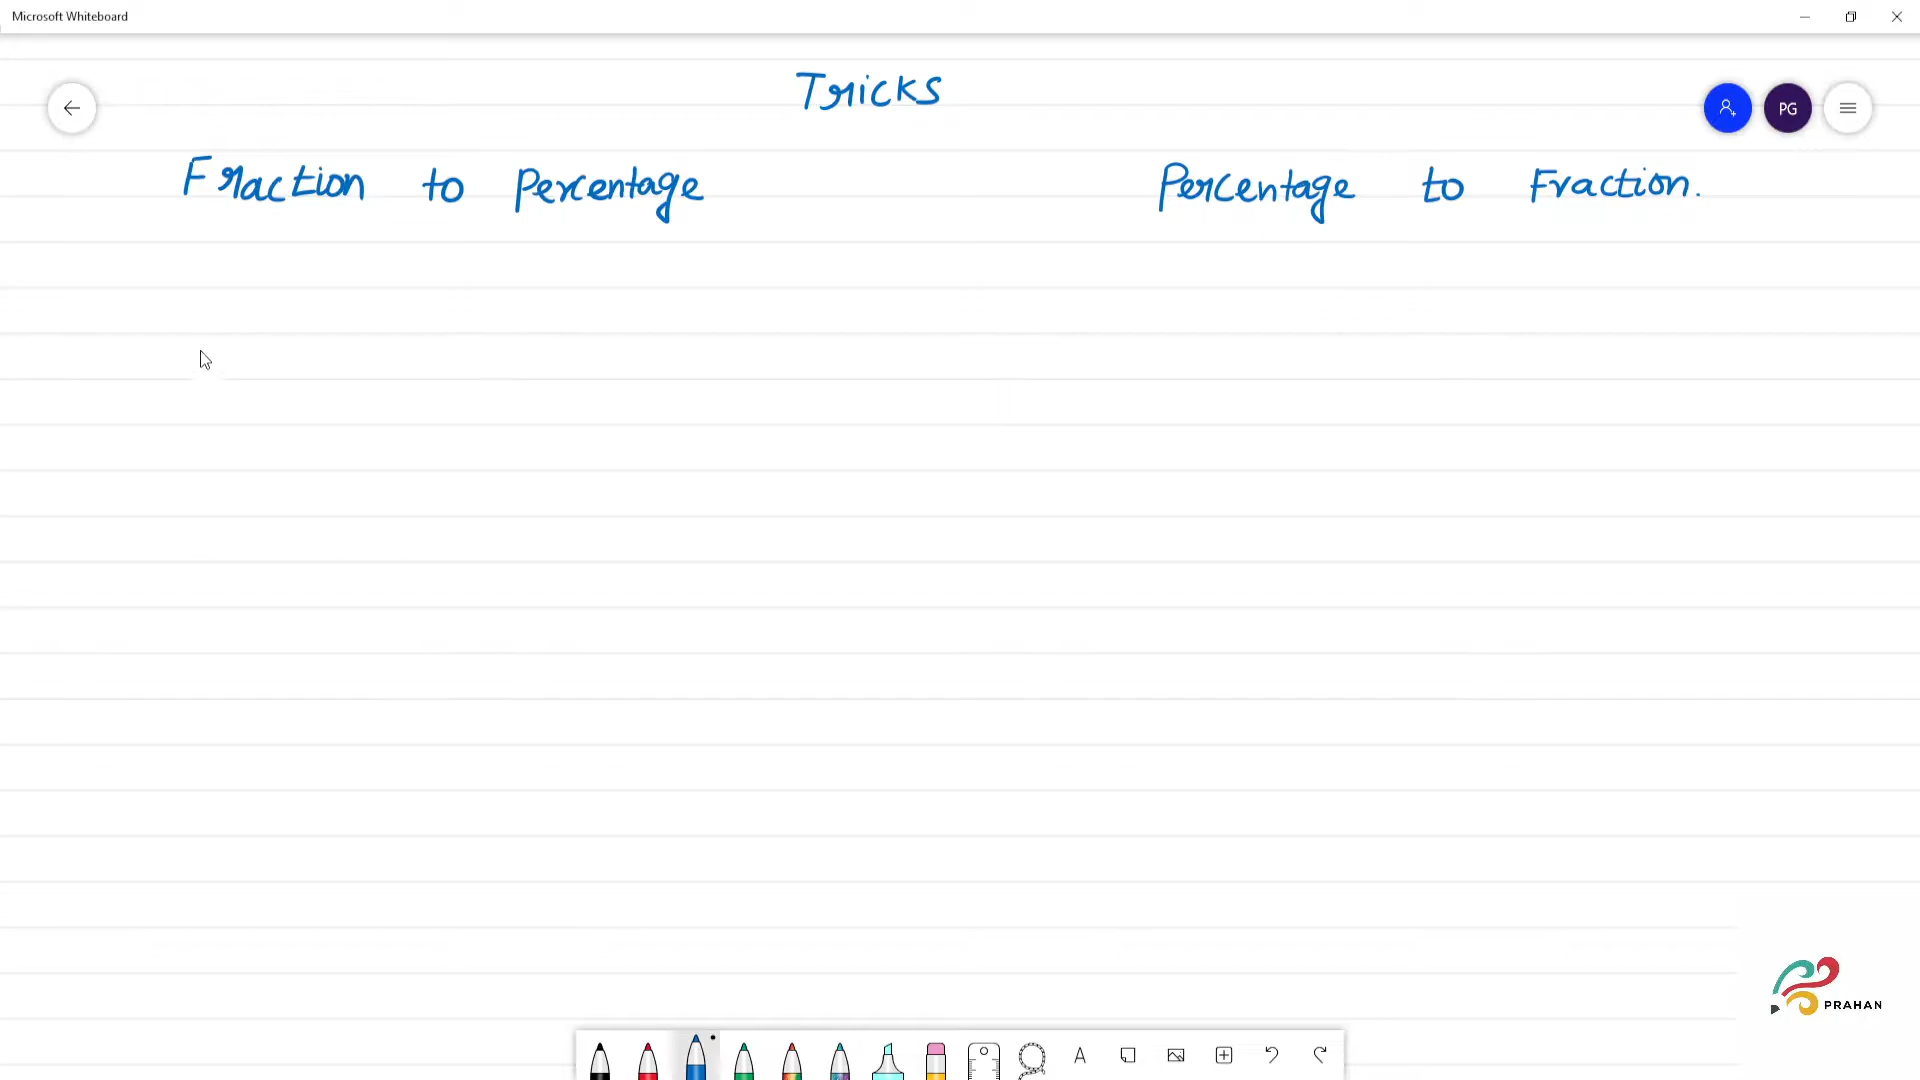 Microsoft Whiteboard
Tricks
PG
Fraction to Percentage
Percentage to Fraction.
PRAHAN
A